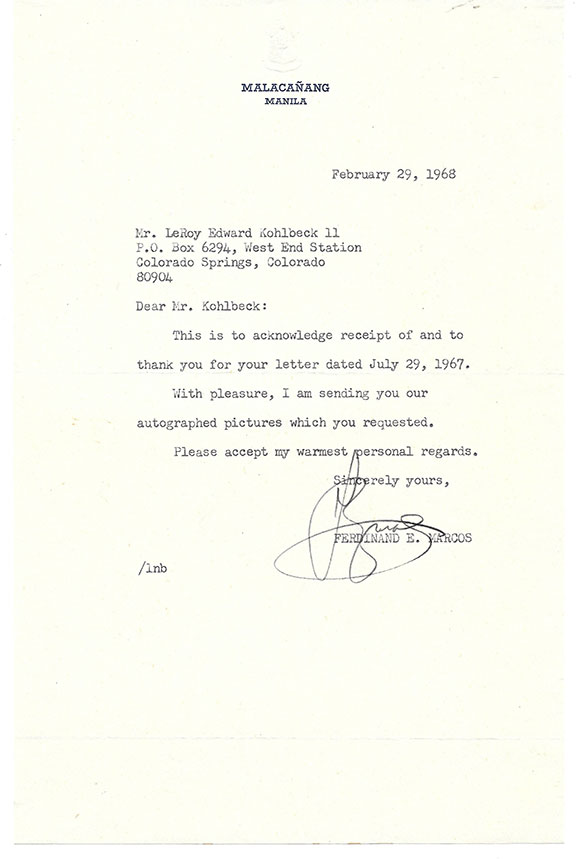 MALACAÑANG
MANILA
February 29, 1968
Mr. LeRoy Edward Kohlbeck ll
P.O. Box 6294, West End Station
Colorado Springs, Colorado
80904
Dear Mr. Kohlbeck:
This is to acknowledge receipt of and to
thank you for your letter dated July 29, 1967.
With pleasure, I am sending you our
autographed pictures which you requested.
Please accept my warmest personal regards.
Sincerely yours,
FERDINAND E. MARCOS
/lnb